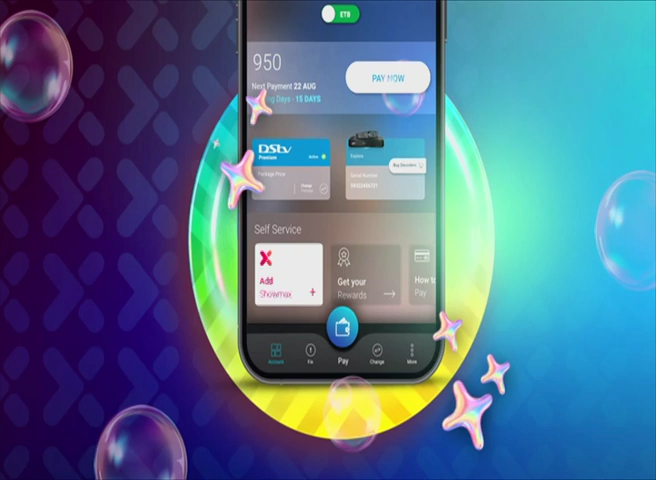 ETB
950
PAY NOW
Next Payment 22 AUG
Days - 15 DAYS
DStv
Premium
Active
Package Price
Change
Explora
Buy Decoders
Serial Number
Self Service
Add
Showmax
+
Get your
Rewards
How to
Pay
Account
Fix
Pay
Change
More